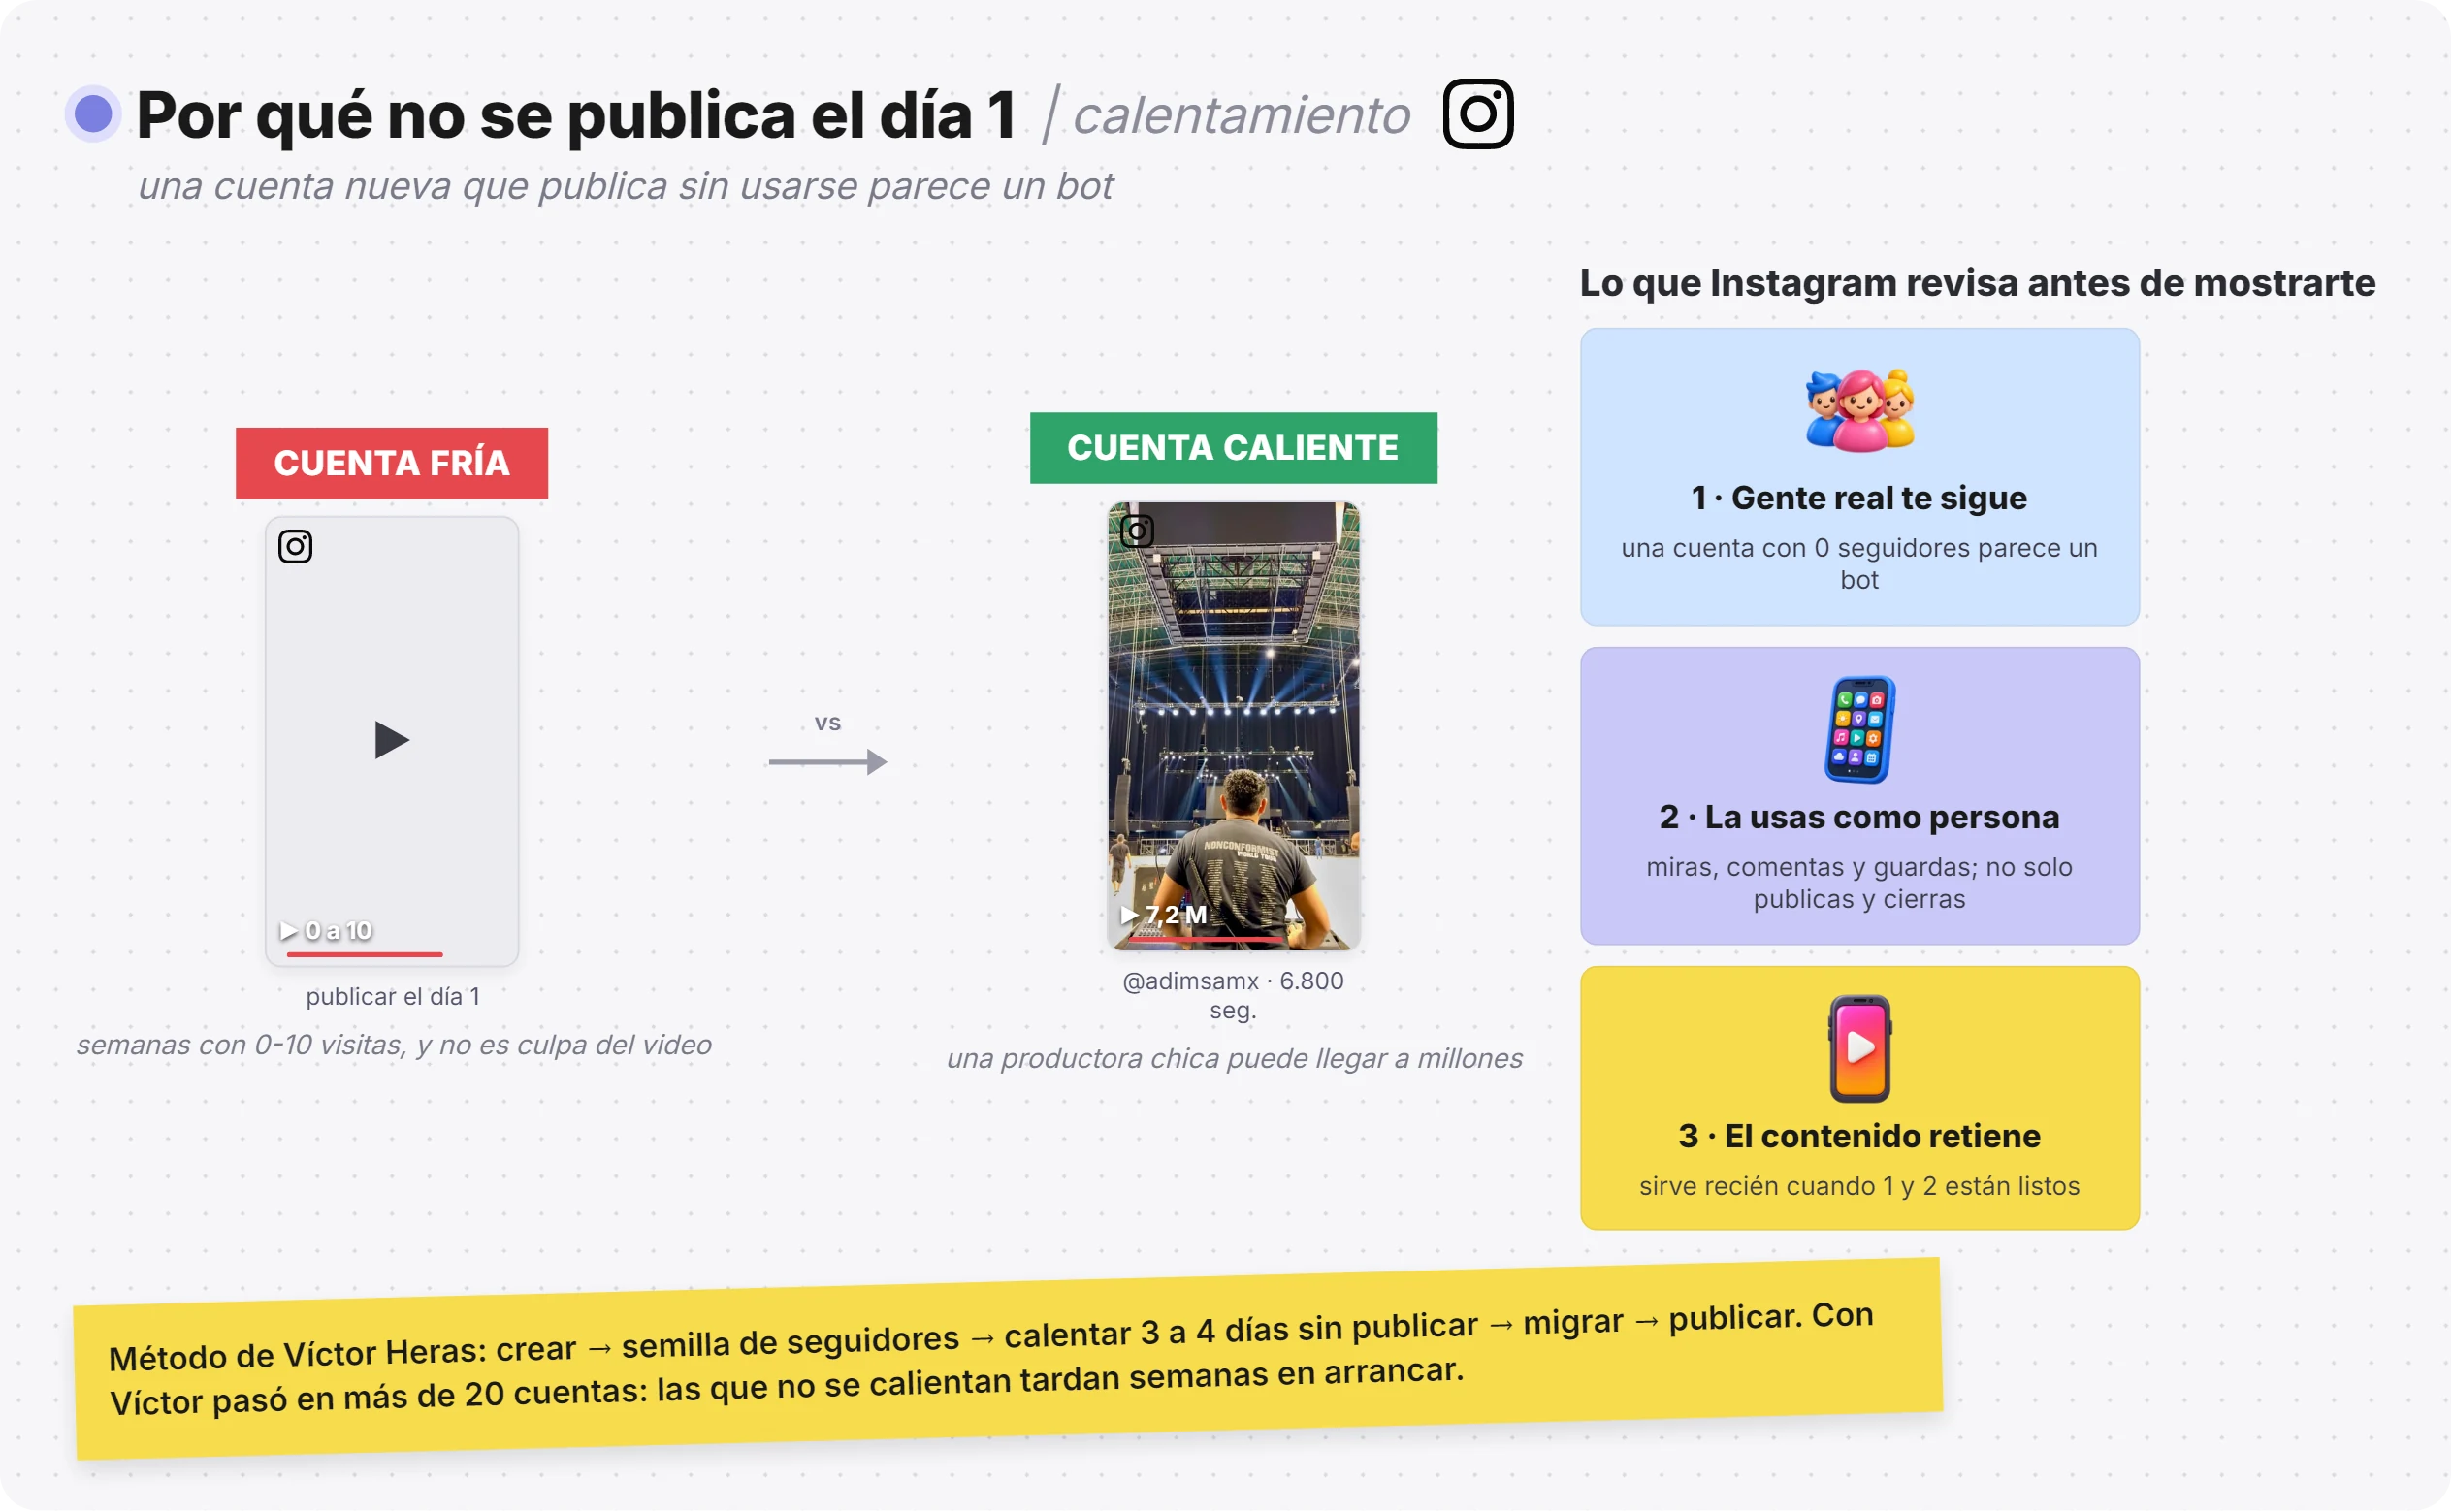 Por qué no se publica el día 1 / calentamiento
una cuenta nueva que publica sin usarse parece un bot
CUENTA FRÍA
▶ 0 a 10
publicar el día 1
semanas con 0-10 visitas, y no es culpa del video
vs
CUENTA CALIENTE
NONCONFORMIST
WORLD TOUR
▶ 7,2 M
@adimsamx · 6.800
seg.
una productora chica puede llegar a millones
Lo que Instagram revisa antes de mostrarte
1 · Gente real te sigue
una cuenta con 0 seguidores parece un
bot
2 · La usas como persona
miras, comentas y guardas; no solo
publicas y cierras
3 · El contenido retiene
sirve recién cuando 1 y 2 están listos
Método de Víctor Heras: crear → semilla de seguidores → calentar 3 a 4 días sin publicar → migrar → publicar. Con
Víctor pasó en más de 20 cuentas: las que no se calientan tardan semanas en arrancar.